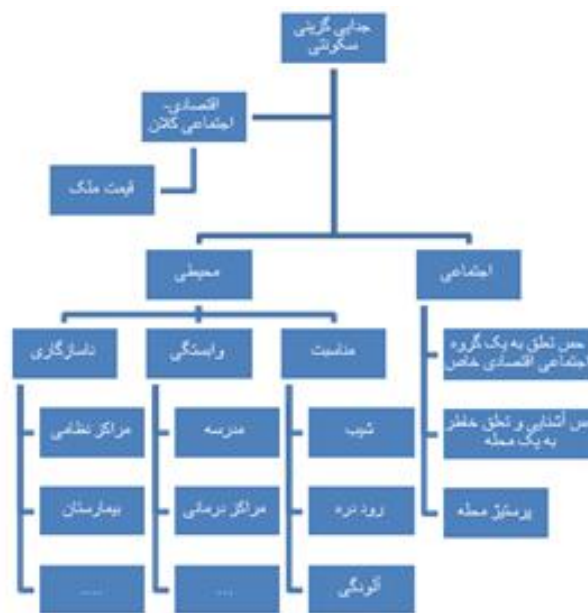 جدایی گزینی
سکونتی
اقتصادی-
اجتماعی کلان
قیمت ملک
اجتماعی
محیطی
حس تعلق به یک گروه
اجتماعی اقتصادی خاص
حس آشنایی و تعلق خاطر
به یک محله
پرستیژ محله
مناسبت
شیب
رود دره
آلودگی
وابستگی
مدرسه
مراکز درمانی
...
ناسازگاری
مراکز نظامی
بیمارستان
....